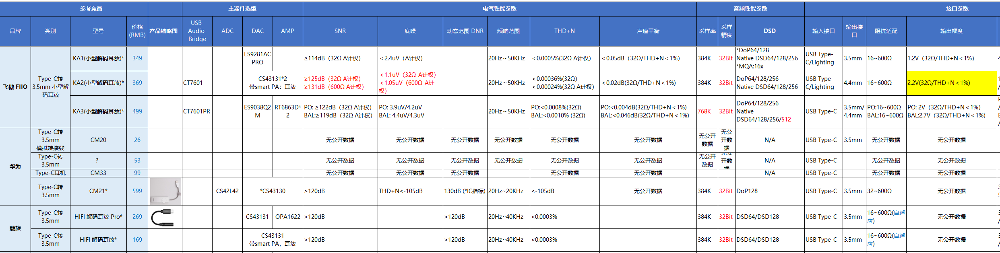 参考竞品 主器件选型 电气性能参数 音频性能参数 接口参数
品牌 类别 型号 价格(RMB) 产品缩略图 USB Audio Bridge ADC DAC AMP SNR 底噪 动态范围 DNR 频响范围 THD+N 声道平衡 采样率 采样精度 DSD 输入接口 输出接口 阻抗适配 输出幅度
飞傲 FIIO
Type-C转
3.5mm 小型解
码耳放
KA1(小型解码耳放)* 349 ES9281AC PRO ≥114dB（32Ω A计权） ＜2.4uV（A计权） 20Hz～50KHz ＜0.0005%(32Ω A计权） ＜0.05dB（32Ω/THD+N＜1%） 384K 32Bit *DoP64/128 Native DSD64/128/256 *MQA:16x USB Type-C/Lighting 3.5mm 16~600Ω 1.2V（32Ω/THD+N＜1%）
KA2(小型解码耳放)* 369 CT7601 CS43131*2 带smart PA：耳放 ≥125dB（32Ω A计权） ≥131dB（600Ω A计权） ＜1.1uV（32Ω-A计权） ＜1.05uV（600Ω-A计权） 20Hz～50KHz ＜0.00036%(32Ω) ＜0.00024%(32Ω A计权） ＜0.02dB(32Ω/THD+N＜1%) 384K 32Bit DoP64/128/256 Native DSD64/128/256 USB Type-C/Lighting 4.4mm 16~600Ω 2.2V(32Ω/THD+N＜1%)
KA3(小型解码耳放)* 499 CT7601PR ES9038Q2M RT6863D*2 PO: ≥122dB（32Ω A计权） BAL:≥119dB（32Ω A计权） PO: 3.9uV/4.2uV BAL: 4.4uV/4.3uV 20Hz～50KHz PO:<0.0008%(32Ω) BAL:<0.0010% (32Ω) PO:<0.004dB(32Ω/THD+N＜1%) BAL:<0.046dB(32Ω/THD+N＜1%) 768K 32Bit DoP64/128/256 Native DSD64/128/256/512 USB Type-C 3.5mm/4.4mm PO:16~600Ω BAL:16~600Ω PO: 2V（32Ω/THD+N＜1%） BAL:2.7V（32Ω/THD+N＜1%）
华为
Type-C转3.5mm 模拟转接线 CM20 26 无公开数据 无公开数据 无公开数据 无公开数据 无公开数据 无公开数据 无公开数据 无公开数据 N/A USB Type-C 3.5mm 无公开数据 无公开数据
Type-C转3.5mm ? 53 无公开数据 无公开数据 无公开数据 无公开数据 无公开数据 无公开数据 无公开数据 无公开数据 N/A USB Type-C 无公开数据 无公开数据
Type-C耳机 CM33 99 无公开数据 无公开数据 无公开数据 无公开数据 无公开数据 N/A USB Type-C 无公开数据 无公开数据
Type-C转3.5mm CM21* 599 CS42L42 *CS43130 >120dB THD+N<-105dB 130dB (*IC指标) 20Hz~20KHz <-105dB 无公开数据 384K 32Bit DoP128 USB Type-C 3.5mm 32~600Ω 无公开数据
魅族
Type-C转3.5mm HIFI 解码耳放 Pro* 269 CS43131 OPA1622 >120dB >120dB 20Hz~40KHz <0.0003% 384K 32Bit DSD64/DSD128 USB Type-C 3.5mm 16~600Ω(自适应) 无公开数据
Type-C转3.5mm HIFI 解码耳放* 169 CS43131 带smart PA，耳放 >120dB >120dB 20Hz~40KHz <0.0003% 384K 32Bit DSD64/DSD128 USB Type-C 3.5mm 16~600Ω(自适应) 无公开数据